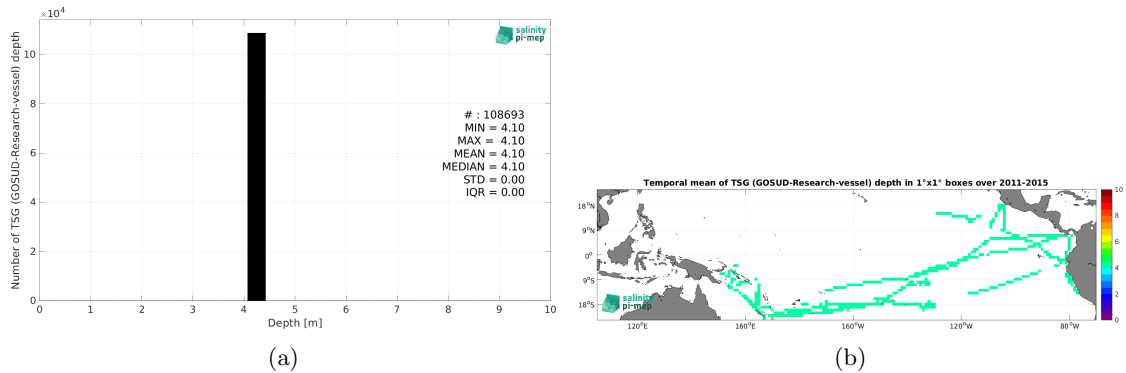 ×10⁴
10
8
6
4
2
0
Number of TSG (GOSUD-Research-vessel) depth
salinity
pi-mep
# : 108693
MIN = 4.10
MAX = 4.10
MEAN = 4.10
MEDIAN = 4.10
STD = 0.00
IQR = 0.00
0 1 2 3 4 5 6 7 8 9 10
Depth [m]
(a)
Temporal mean of TSG (GOSUD-Research-vessel) depth in 1°x1° boxes over 2011-2015
18°N
9°N
0°
9°S
18°S
salinity
pi-mep
120°E 160°E 160°W 120°W 80°W
10
8
6
4
2
0
(b)